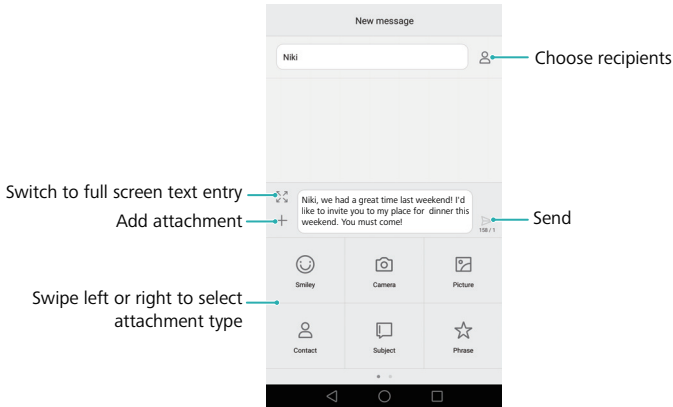 New message
Niki
Choose recipients
Switch to full screen text entry
Add attachment
Niki, we had a great time last weekend! I'd
like to invite you to my place for dinner this
weekend. You must come!
Send
158 / 1
Smiley
Camera
Picture
Swipe left or right to select
attachment type
Contact
Subject
Phrase